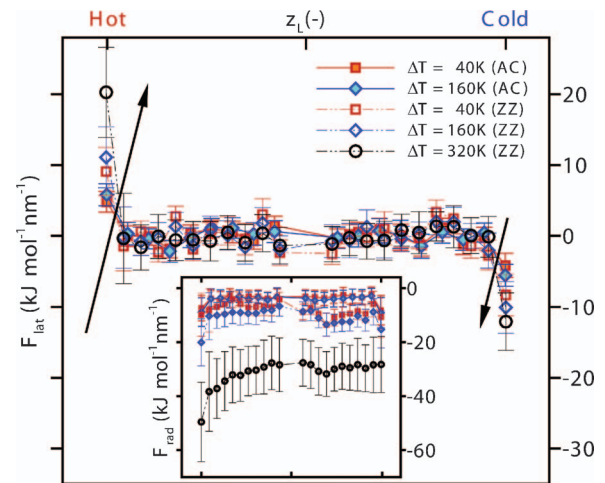 Hot z_L(-) Cold
ΔT = 40K (AC)
ΔT = 160K (AC)
ΔT = 40K (ZZ)
ΔT = 160K (ZZ)
ΔT = 320K (ZZ)
20
10
0
-10
-20
-30
F_lat (kJ mol⁻¹nm⁻¹)
0
-20
-40
-60
F_rad (kJ mol⁻¹nm⁻¹)